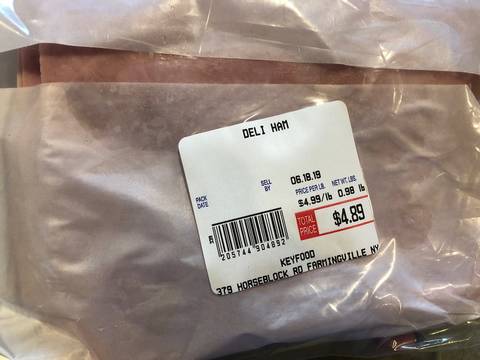 DELI HAM
SELL BY
06.18.19
PACK DATE
PRICE PER LB. NET WT. LBS.
$4.99/lb 0.98 lb
TOTAL PRICE $4.89
205744 904892
KEYFOOD
379 HORSEBLOCK RD FARMINGVILLE NY